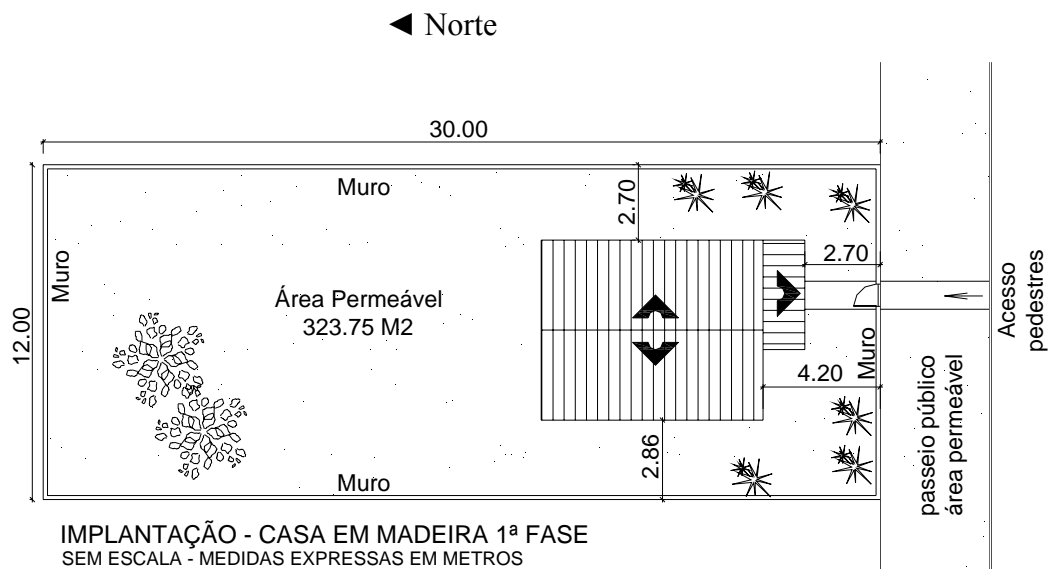 ◄ Norte
30.00
Muro
2.70
2.70
Muro
Área Permeável
323.75 M2
12.00
Acesso
pedestres
4.20
Muro
passeio público
área permeável
2.86
Muro
IMPLANTAÇÃO - CASA EM MADEIRA 1ª FASE
SEM ESCALA - MEDIDAS EXPRESSAS EM METROS